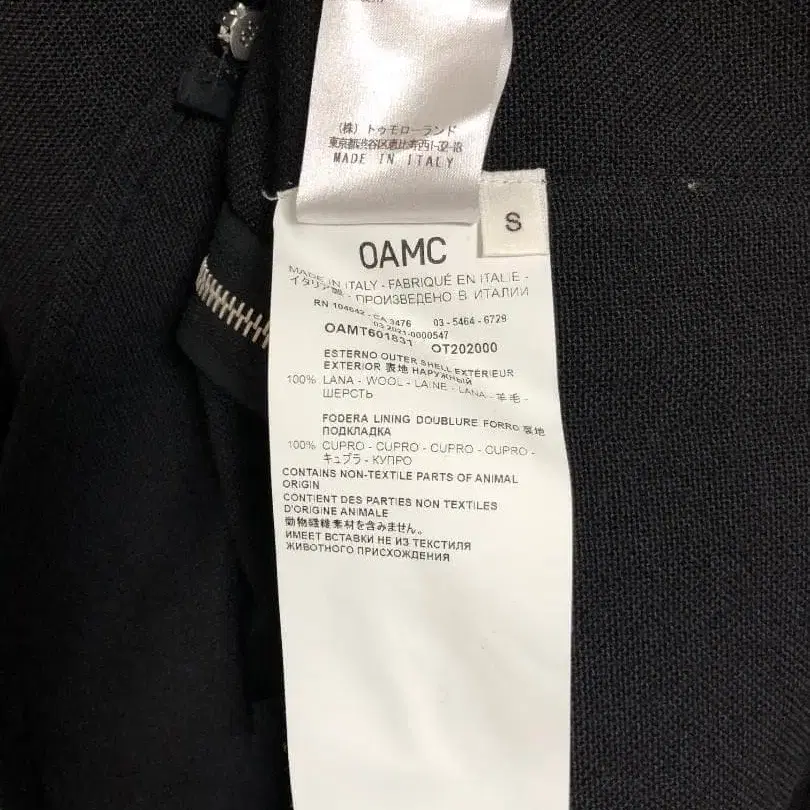 (株) トゥモローランド
東京都渋谷区恵比寿西1-32-18
MADE IN ITALY
S
OAMC
MADE IN ITALY - FABRIQUÉ EN ITALIE -
イタリア製 - ПРОИЗВЕДЕНО В ИТАЛИИ
RN 104642 - CA 3476 03 - 5464 - 6729
03 2021-0000547
OAMT601831 OT202000
ESTERNO OUTER SHELL EXTÉRIEUR
EXTERIOR 表地 НАРУЖНЫЙ
100% LANA - WOOL - LAINE - LANA - 羊毛 -
ШЕРСТЬ
FODERA LINING DOUBLURE FORRO 裏地
ПОДКЛАДКА
100% CUPRO - CUPRO - CUPRO - CUPRO -
キュプラ - КУПРО
CONTAINS NON-TEXTILE PARTS OF ANIMAL
ORIGIN
CONTIENT DES PARTIES NON TEXTILES
D'ORIGINE ANIMALE
動物繊維素材を含みません。
ИМЕЕТ ВСТАВКИ НЕ ИЗ ТЕКСТИЛЯ
ЖИВОТНОГО ПРИСХОЖДЕНИЯ